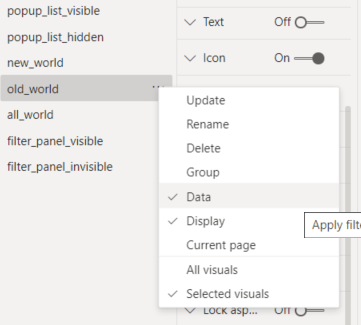 popup_list_visible
popup_list_hidden
new_world
old_world
all_world
filter_panel_visible
filter_panel_invisible
Text Off
Icon On
Update
Rename
Delete
Group
Data
Display
Current page
All visuals
Selected visuals
Apply filte
Lock asp... Off